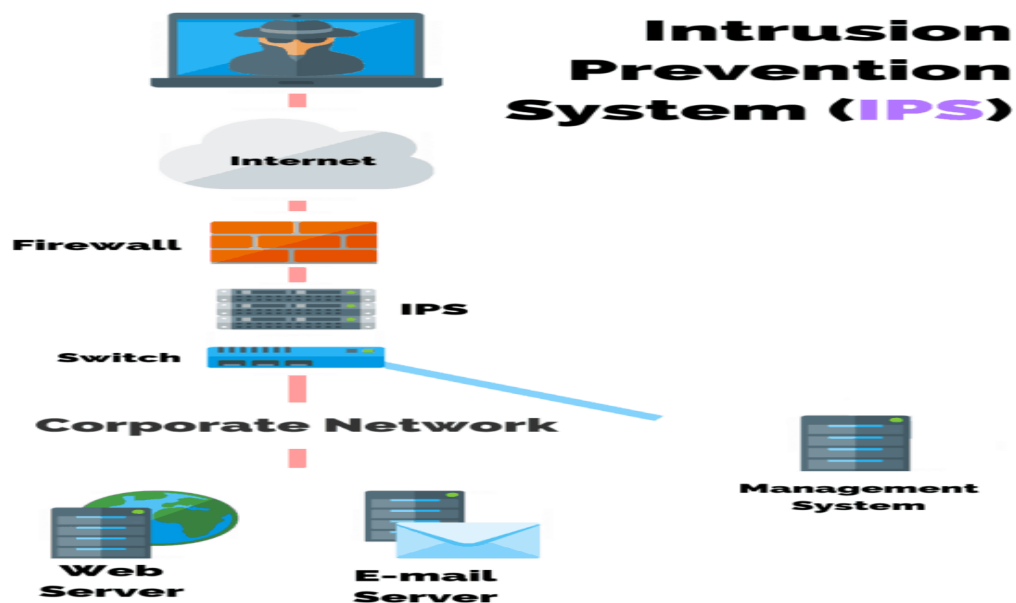 Intrusion
Prevention
System (IPS)
Internet
Firewall
IPS
Switch
Corporate Network
Management
System
Web
Server
E-mail
Server